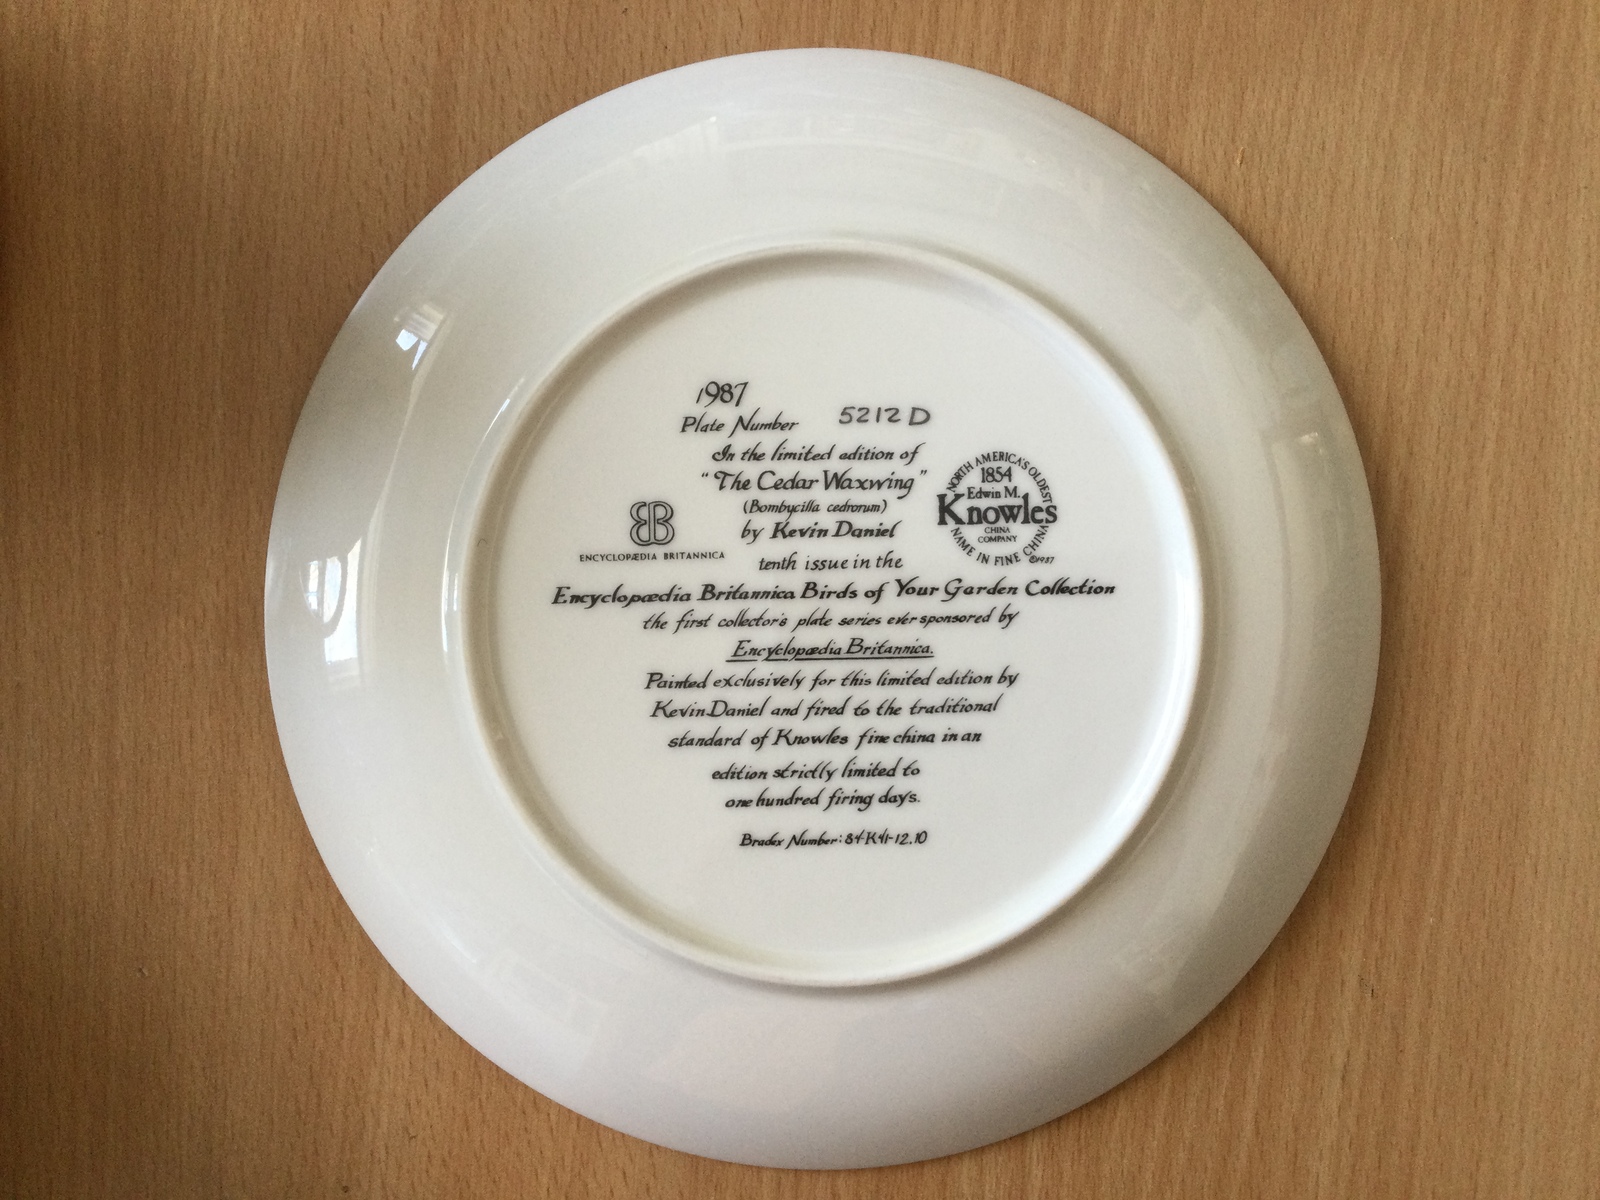 1987
Plate Number 5212 D
In the limited edition of
"The Cedar Waxwing"
(Bombycilla cedrorum)
by Kevin Daniel
tenth issue in the
Encyclopædia Britannica Birds of Your Garden Collection
the first collector's plate series ever sponsored by
Encyclopædia Britannica.
Painted exclusively for this limited edition by
Kevin Daniel and fired to the traditional
standard of Knowles fine china in an
edition strictly limited to
one hundred firing days.
Bradex Number: 84-K41-12.10
ENCYCLOPÆDIA BRITANNICA
NORTH AMERICA'S OLDEST
1854
Edwin M.
Knowles
CHINA
COMPANY
NAME IN FINE CHINA
©1987